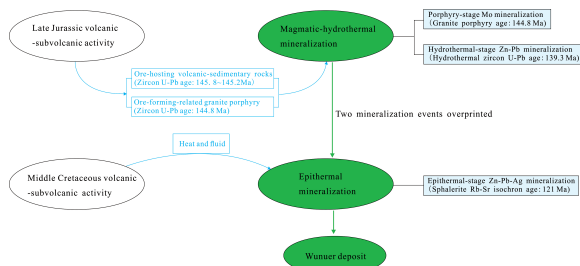 Late Jurassic volcanic
-subvolcanic activity
Magmatic-hydrothermal
mineralization
Porphyry-stage Mo mineralization
(Granite porphyry age: 144.8 Ma)
Hydrothermal-stage Zn-Pb mineralization
(Hydrothermal zircon U-Pb age: 139.3 Ma)
Ore-hosting volcanic-sedimentary rocks
(Zircon U-Pb age: 145. 8~145.2Ma)
Ore-forming-related granite porphyry
(Zircon U-Pb age: 144.8 Ma)
Two mineralization events overprinted
Heat and fluid
Middle Cretaceous volcanic
-subvolcanic activity
Epithermal
mineralization
Epithermal-stage Zn-Pb-Ag mineralization
(Sphalerite Rb-Sr isochron age: 121 Ma)
Wunuer deposit